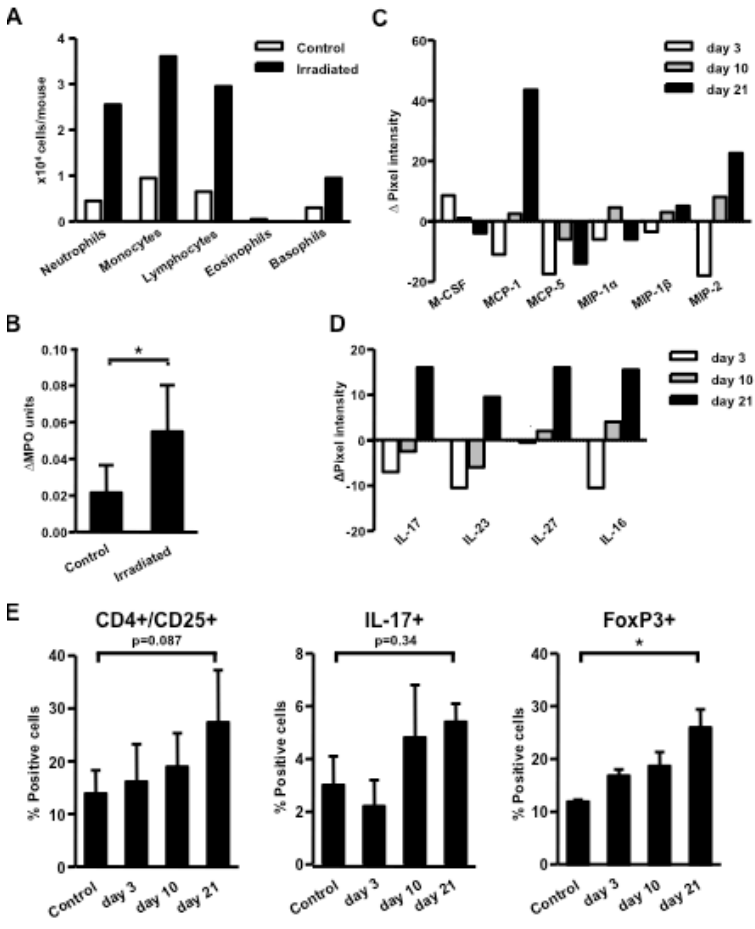 A
Control
Irradiated
x10⁴ cells/mouse
4
3
2
1
0
Neutrophils
Monocytes
Lymphocytes
Eosinophils
Basophils
B
*
ΔMPO units
0.10
0.08
0.06
0.04
0.02
0.00
Control
Irradiated
C
day 3
day 10
day 21
Δ Pixel intensity
60
40
20
0
-20
M-CSF
MCP-1
MCP-5
MIP-1α
MIP-1β
MIP-2
D
day 3
day 10
day 21
ΔPixel intensity
20
10
0
-10
-20
IL-17
IL-23
IL-27
IL-16
E
CD4+/CD25+
p=0.087
% Positive cells
40
30
20
10
0
Control
day 3
day 10
day 21
IL-17+
p=0.34
% Positive cells
8
6
4
2
0
Control
day 3
day 10
day 21
FoxP3+
*
% Positive cells
40
30
20
10
0
Control
day 3
day 10
day 21